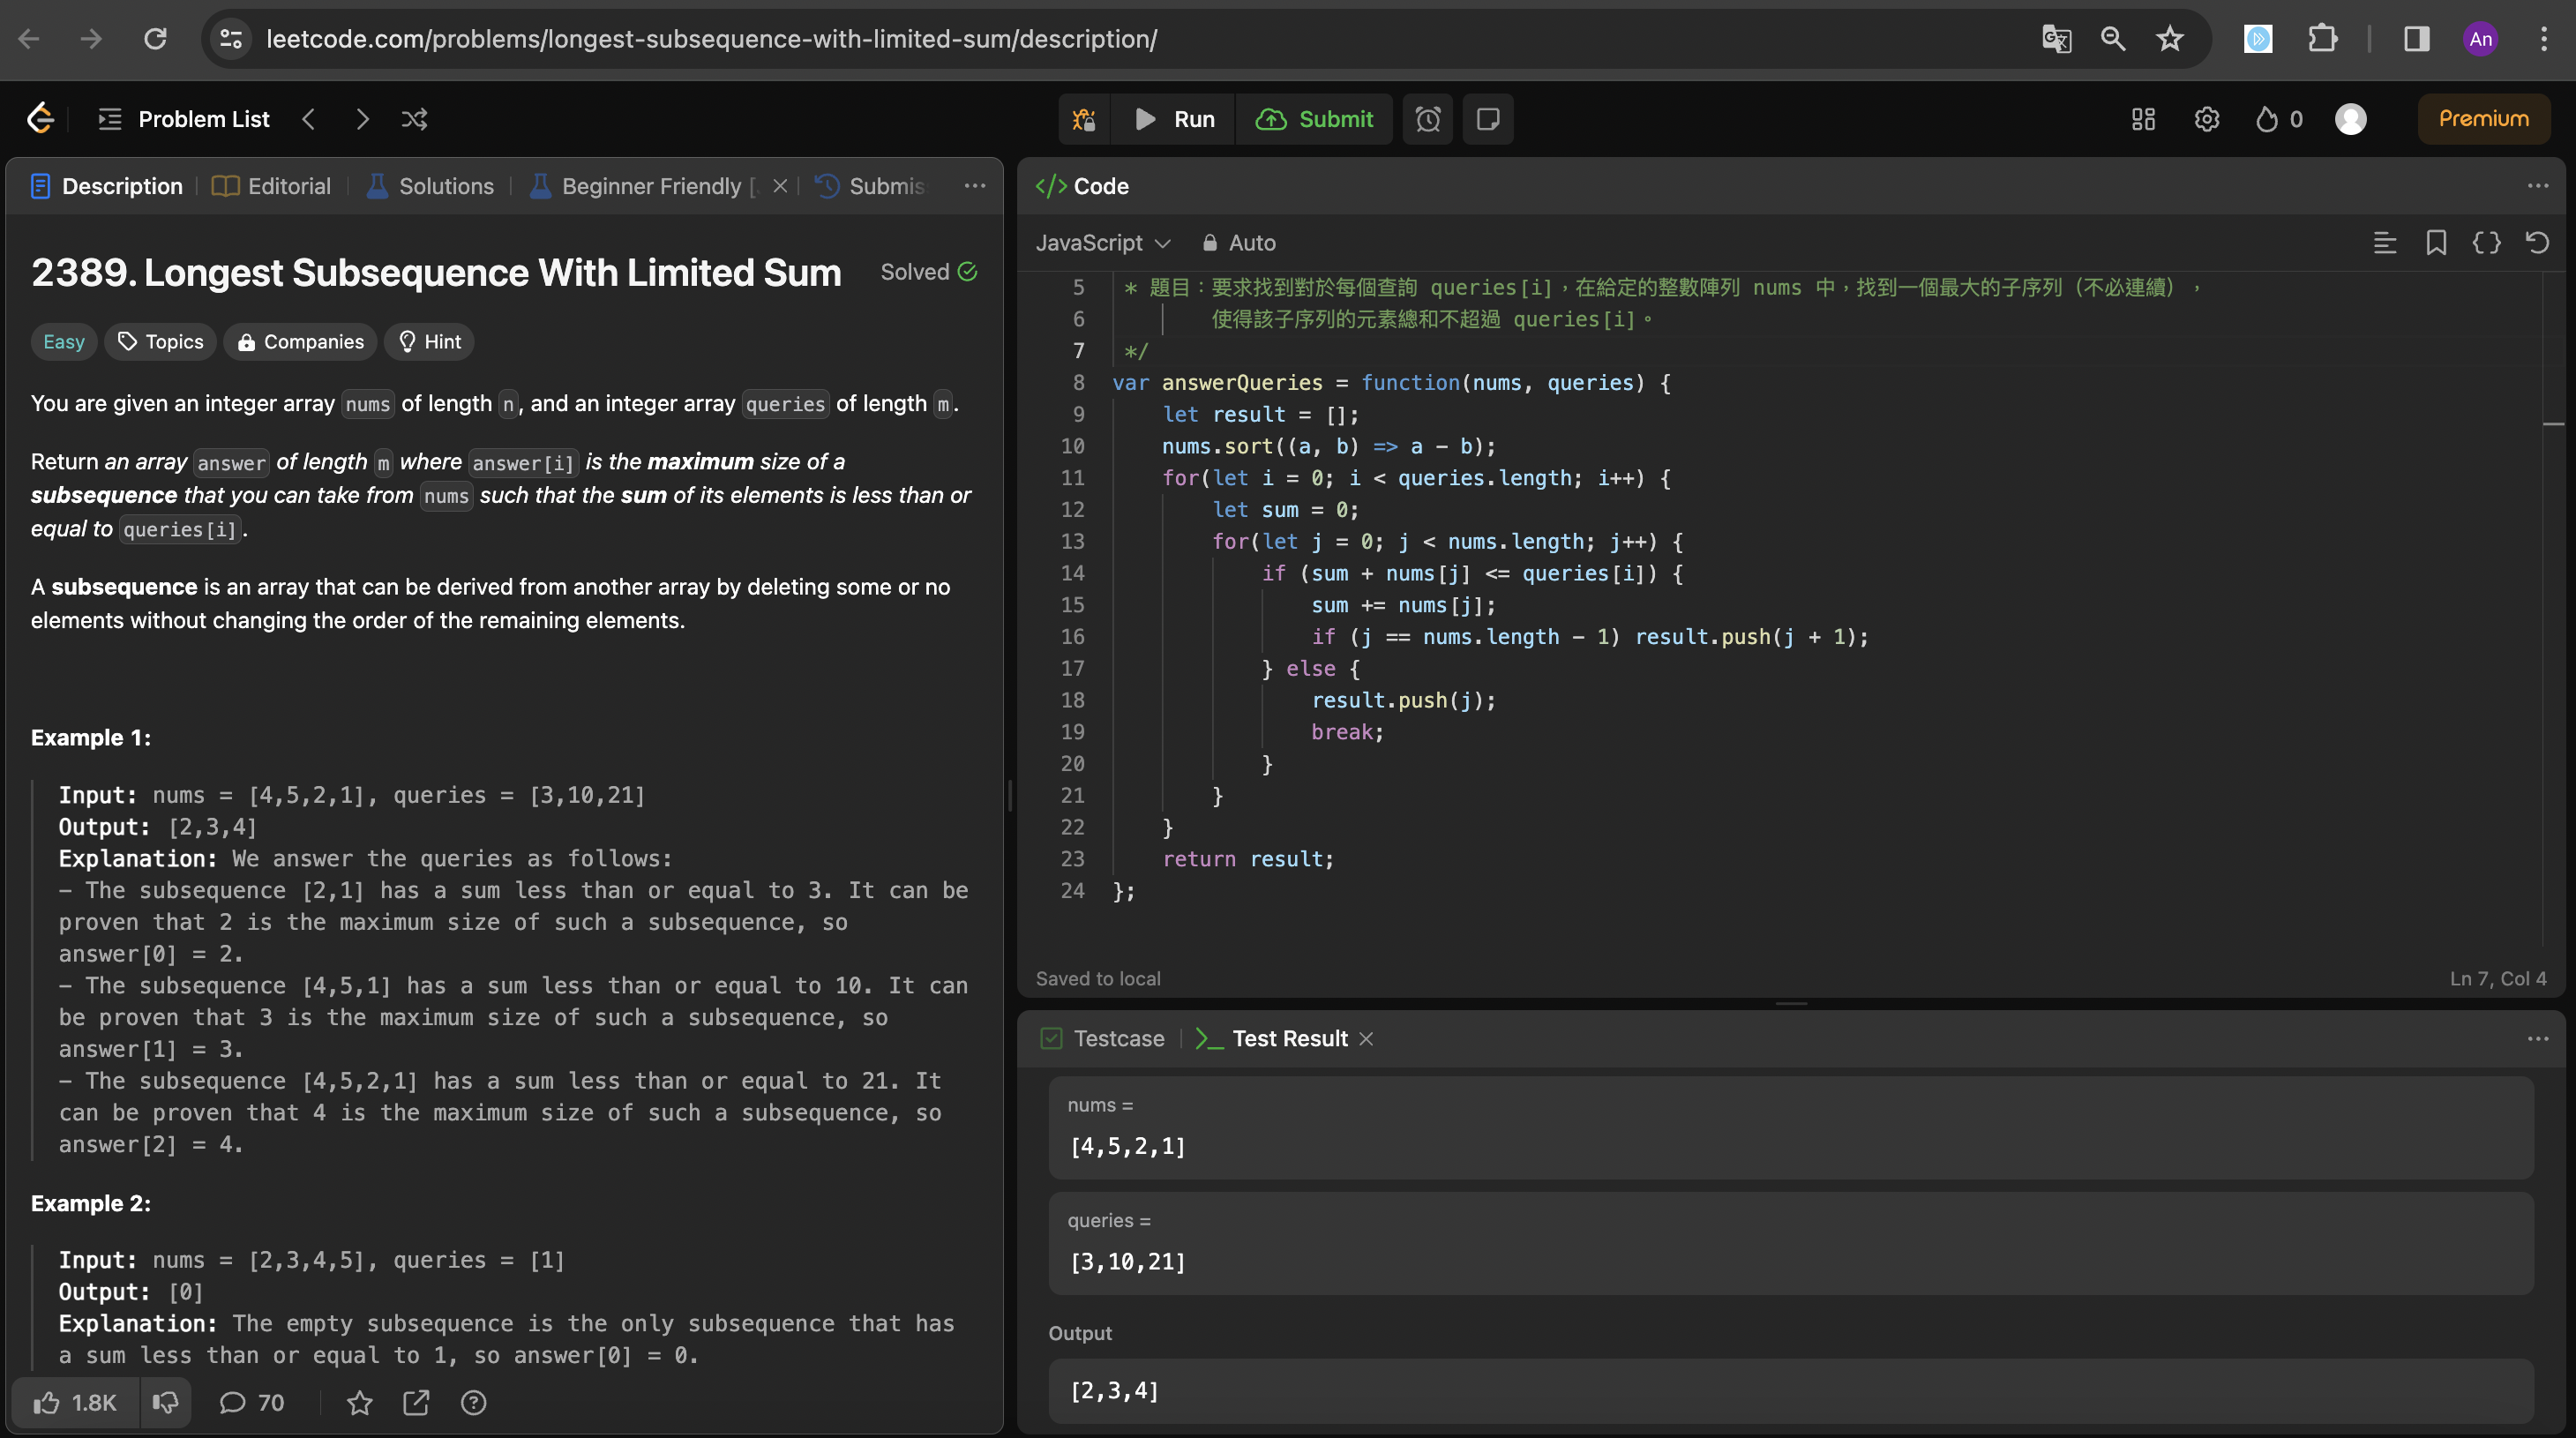 leetcode.com/problems/longest-subsequence-with-limited-sum/description/
An
Problem List
Run
Submit
0
Premium
Description
Editorial
Solutions
Beginner Friendly [
Submis
2389. Longest Subsequence With Limited Sum
Solved
Easy
Topics
Companies
Hint
You are given an integer array nums of length n, and an integer array queries of length m.
Return an array answer of length m where answer[i] is the maximum size of a
subsequence that you can take from nums such that the sum of its elements is less than or
equal to queries[i].
A subsequence is an array that can be derived from another array by deleting some or no
elements without changing the order of the remaining elements.
Example 1:
Input: nums = [4,5,2,1], queries = [3,10,21]
Output: [2,3,4]
Explanation: We answer the queries as follows:
- The subsequence [2,1] has a sum less than or equal to 3. It can be
proven that 2 is the maximum size of such a subsequence, so
answer[0] = 2.
- The subsequence [4,5,1] has a sum less than or equal to 10. It can
be proven that 3 is the maximum size of such a subsequence, so
answer[1] = 3.
- The subsequence [4,5,2,1] has a sum less than or equal to 21. It
can be proven that 4 is the maximum size of such a subsequence, so
answer[2] = 4.
Example 2:
Input: nums = [2,3,4,5], queries = [1]
Output: [0]
Explanation: The empty subsequence is the only subsequence that has
a sum less than or equal to 1, so answer[0] = 0.
1.8K
70
Code
JavaScript
Auto
5 * 題目：要求找到對於每個查詢 queries[i]，在給定的整數陣列 nums 中，找到一個最大的子序列（不必連續），
6 使得該子序列的元素總和不超過 queries[i]。
7 */
8 var answerQueries = function(nums, queries) {
9 let result = [];
10 nums.sort((a, b) => a - b);
11 for(let i = 0; i < queries.length; i++) {
12 let sum = 0;
13 for(let j = 0; j < nums.length; j++) {
14 if (sum + nums[j] <= queries[i]) {
15 sum += nums[j];
16 if (j == nums.length - 1) result.push(j + 1);
17 } else {
18 result.push(j);
19 break;
20 }
21 }
22 }
23 return result;
24 };
Saved to local
Ln 7, Col 4
Testcase
Test Result
nums =
[4,5,2,1]
queries =
[3,10,21]
Output
[2,3,4]